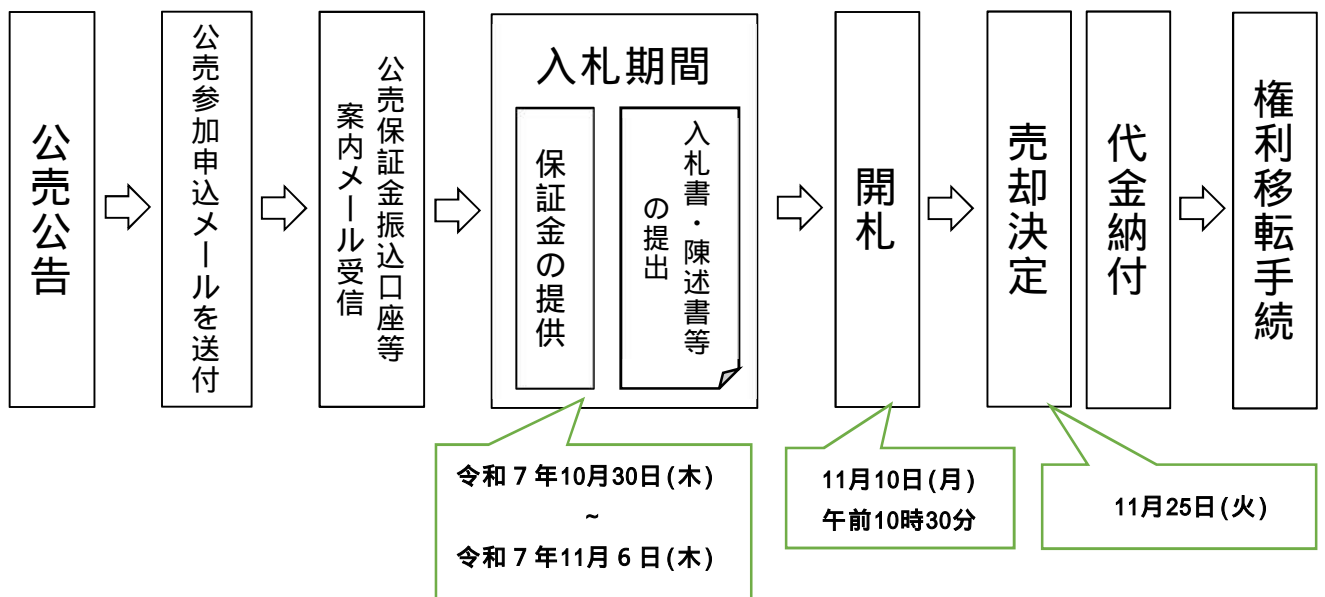 公売公告
公売参加申込メールを送付
公売保証金振込口座等
案内メール受信
入札期間
保証金の提供
入札書・陳述書等
の提出
開札
売却決定
代金納付
権利移転手続
令和７年10月30日(木)
~
令和７年11月６日(木)
11月10日(月)
午前10時30分
11月25日(火)